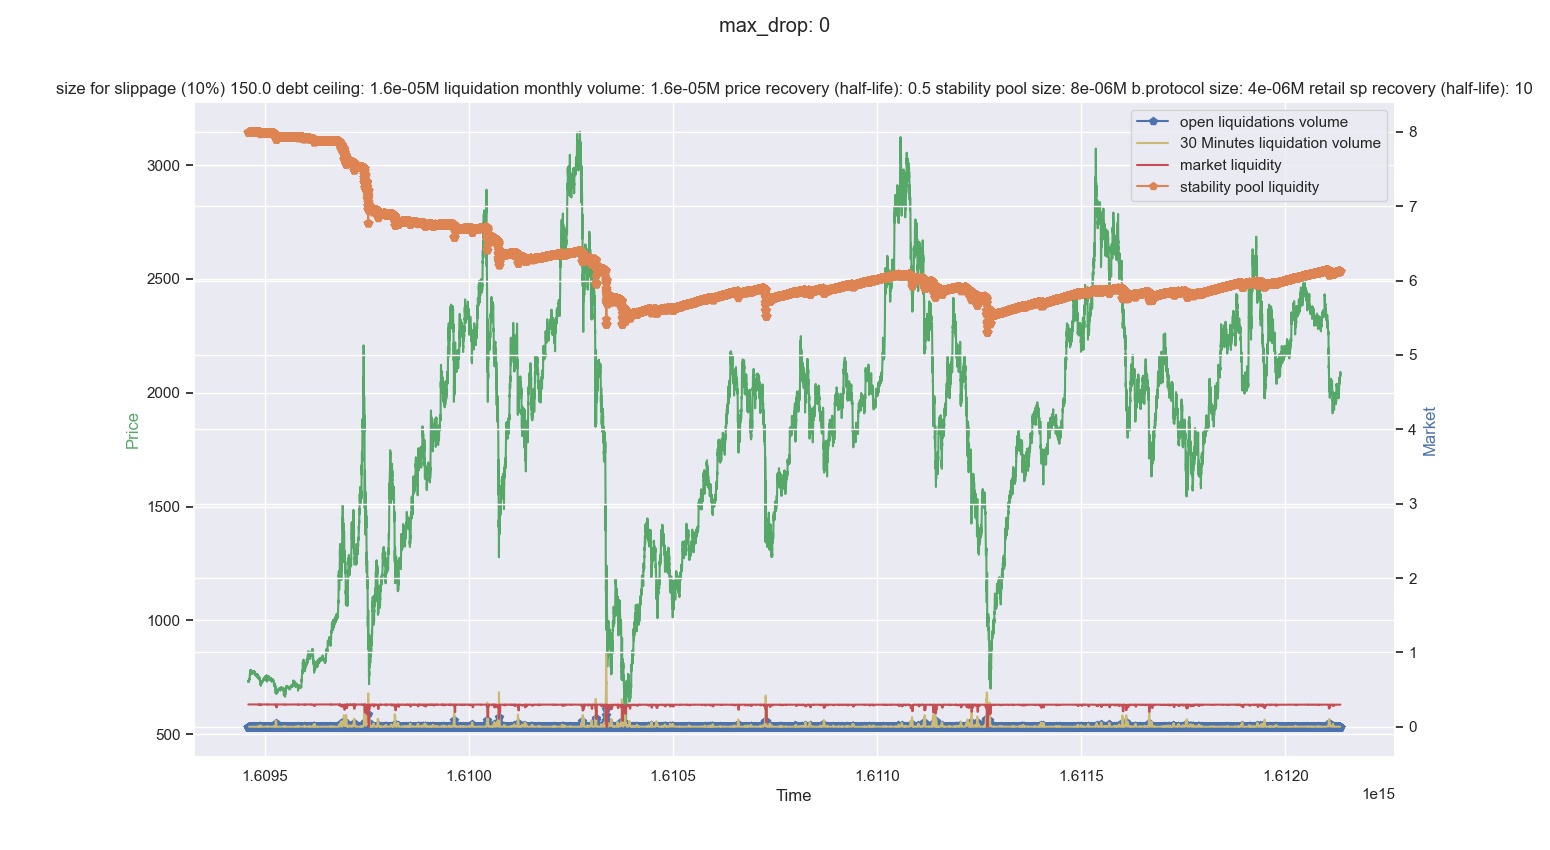 max_drop: 0
size for slippage (10%) 150.0 debt ceiling: 1.6e-05M liquidation monthly volume: 1.6e-05M price recovery (half-life): 0.5 stability pool size: 8e-06M b.protocol size: 4e-06M retail sp recovery (half-life): 10
open liquidations volume
30 Minutes liquidation volume
market liquidity
stability pool liquidity
3000
2500
2000
1500
1000
500
Price
8
7
6
5
4
3
2
1
0
Market
1.6095 1.6100 1.6105 1.6110 1.6115 1.6120
Time
1e15